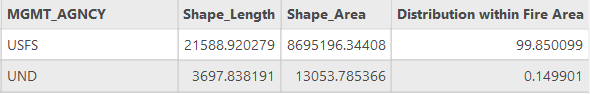 MGMT_AGNCY Shape_Length Shape_Area Distribution within Fire Area
USFS 21588.920279 8695196.34408 99.850099
UND 3697.838191 13053.785366 0.149901